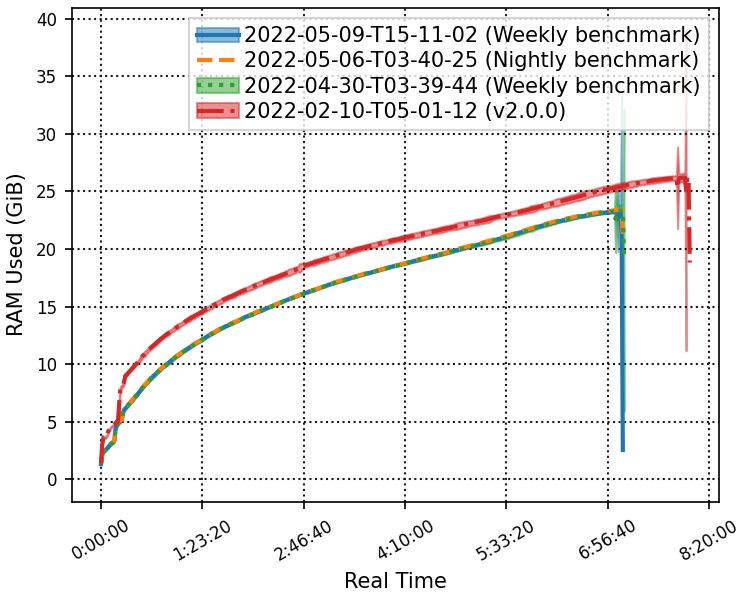 2022-05-09-T15-11-02 (Weekly benchmark)
2022-05-06-T03-40-25 (Nightly benchmark)
2022-04-30-T03-39-44 (Weekly benchmark)
2022-02-10-T05-01-12 (v2.0.0)
RAM Used (GiB)
40
35
30
25
20
15
10
5
0
0:00:00
1:23:20
2:46:40
4:10:00
5:33:20
6:56:40
8:20:00
Real Time